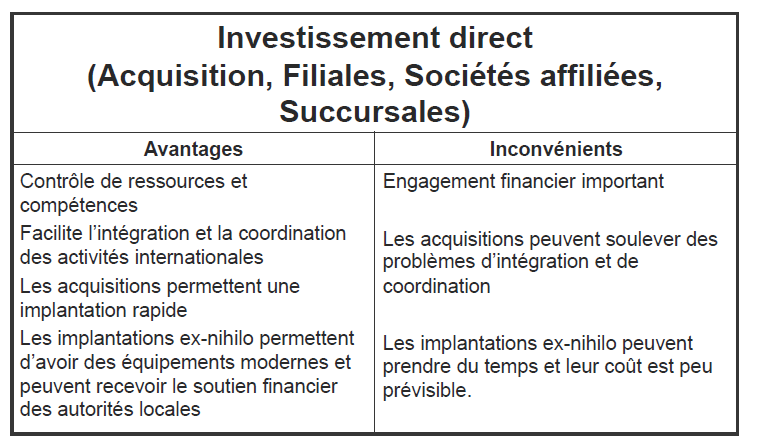 Investissement direct
(Acquisition, Filiales, Sociétés affiliées,
Succursales)
Avantages
Inconvénients
Contrôle de ressources et
compétences
Facilite l’intégration et la coordination
des activités internationales
Les acquisitions permettent une
implantation rapide
Les implantations ex-nihilo permettent
d’avoir des équipements modernes et
peuvent recevoir le soutien financier
des autorités locales
Engagement financier important
Les acquisitions peuvent soulever des
problèmes d’intégration et de
coordination
Les implantations ex-nihilo peuvent
prendre du temps et leur coût est peu
prévisible.